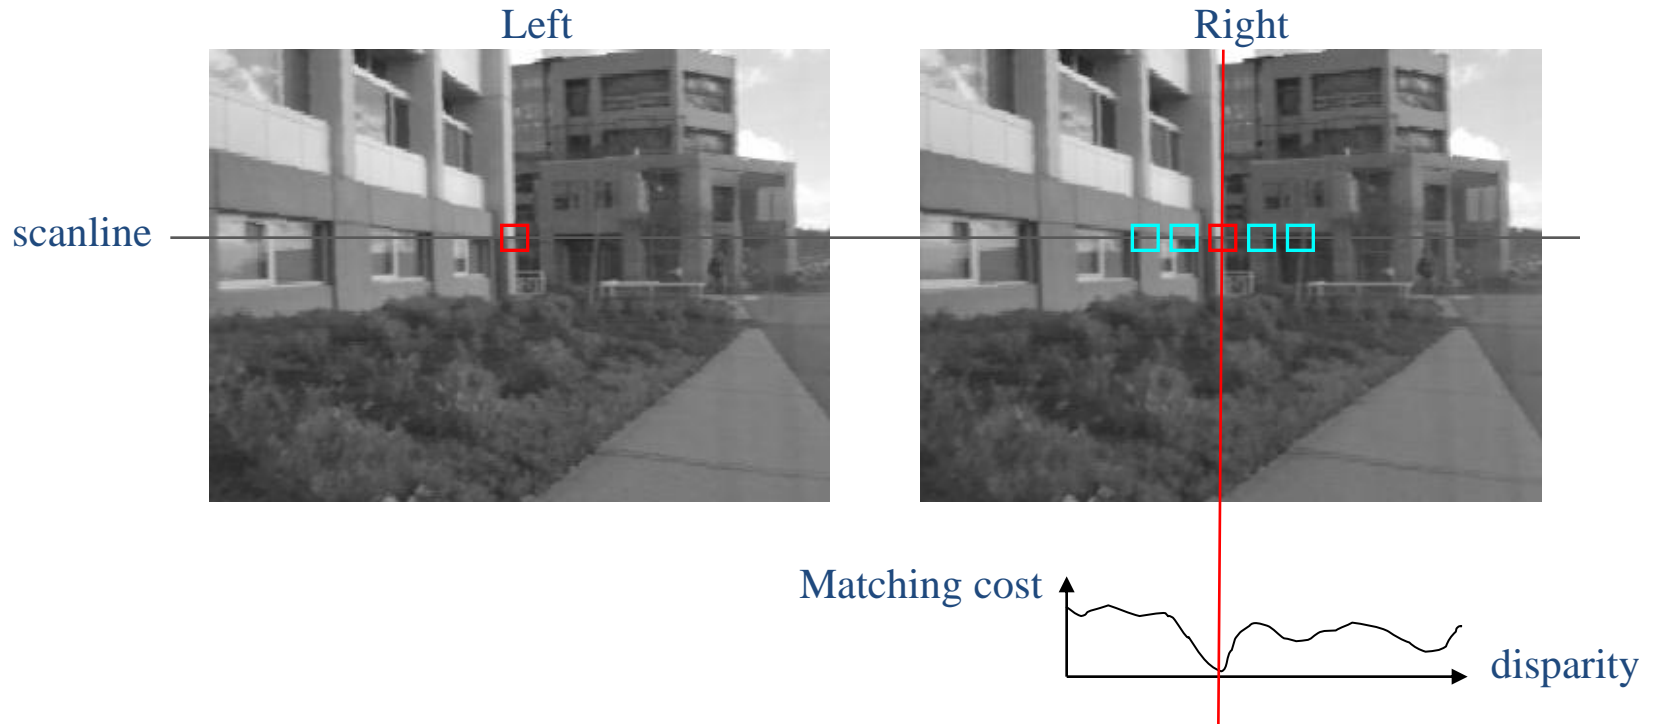 Left
Right
scanline
Matching cost
disparity